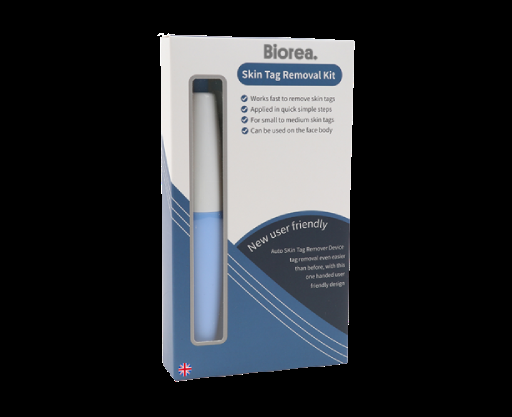 Biorea.
Skin Tag Removal Kit
Works fast to remove skin tags
Applied in quick simple steps
For small to medium skin tags
Can be used on the face body
New user friendly
Auto SKin Tag Remover Device
tag removal even easier
than before, with this
one handed user
friendly design